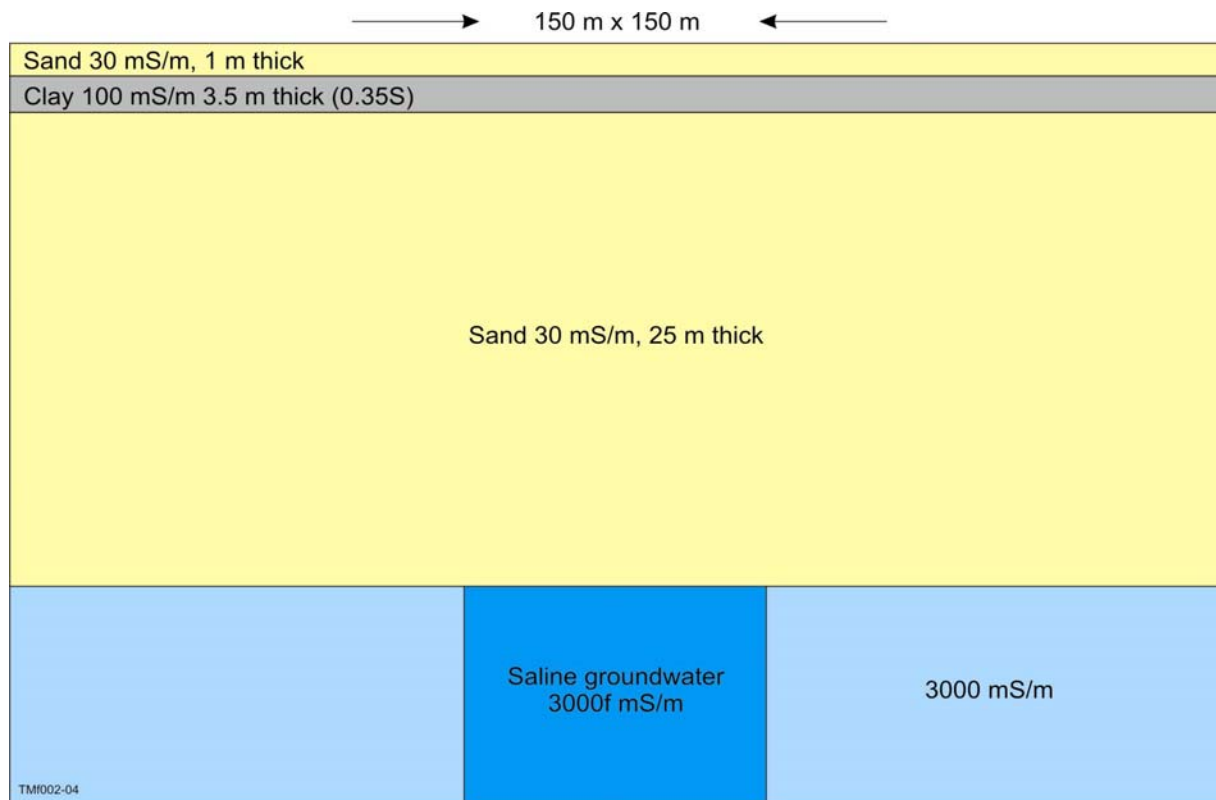 150 m x 150 m
Sand 30 mS/m, 1 m thick
Clay 100 mS/m 3.5 m thick (0.35S)
Sand 30 mS/m, 25 m thick
Saline groundwater
3000f mS/m
3000 mS/m
TMf002-04